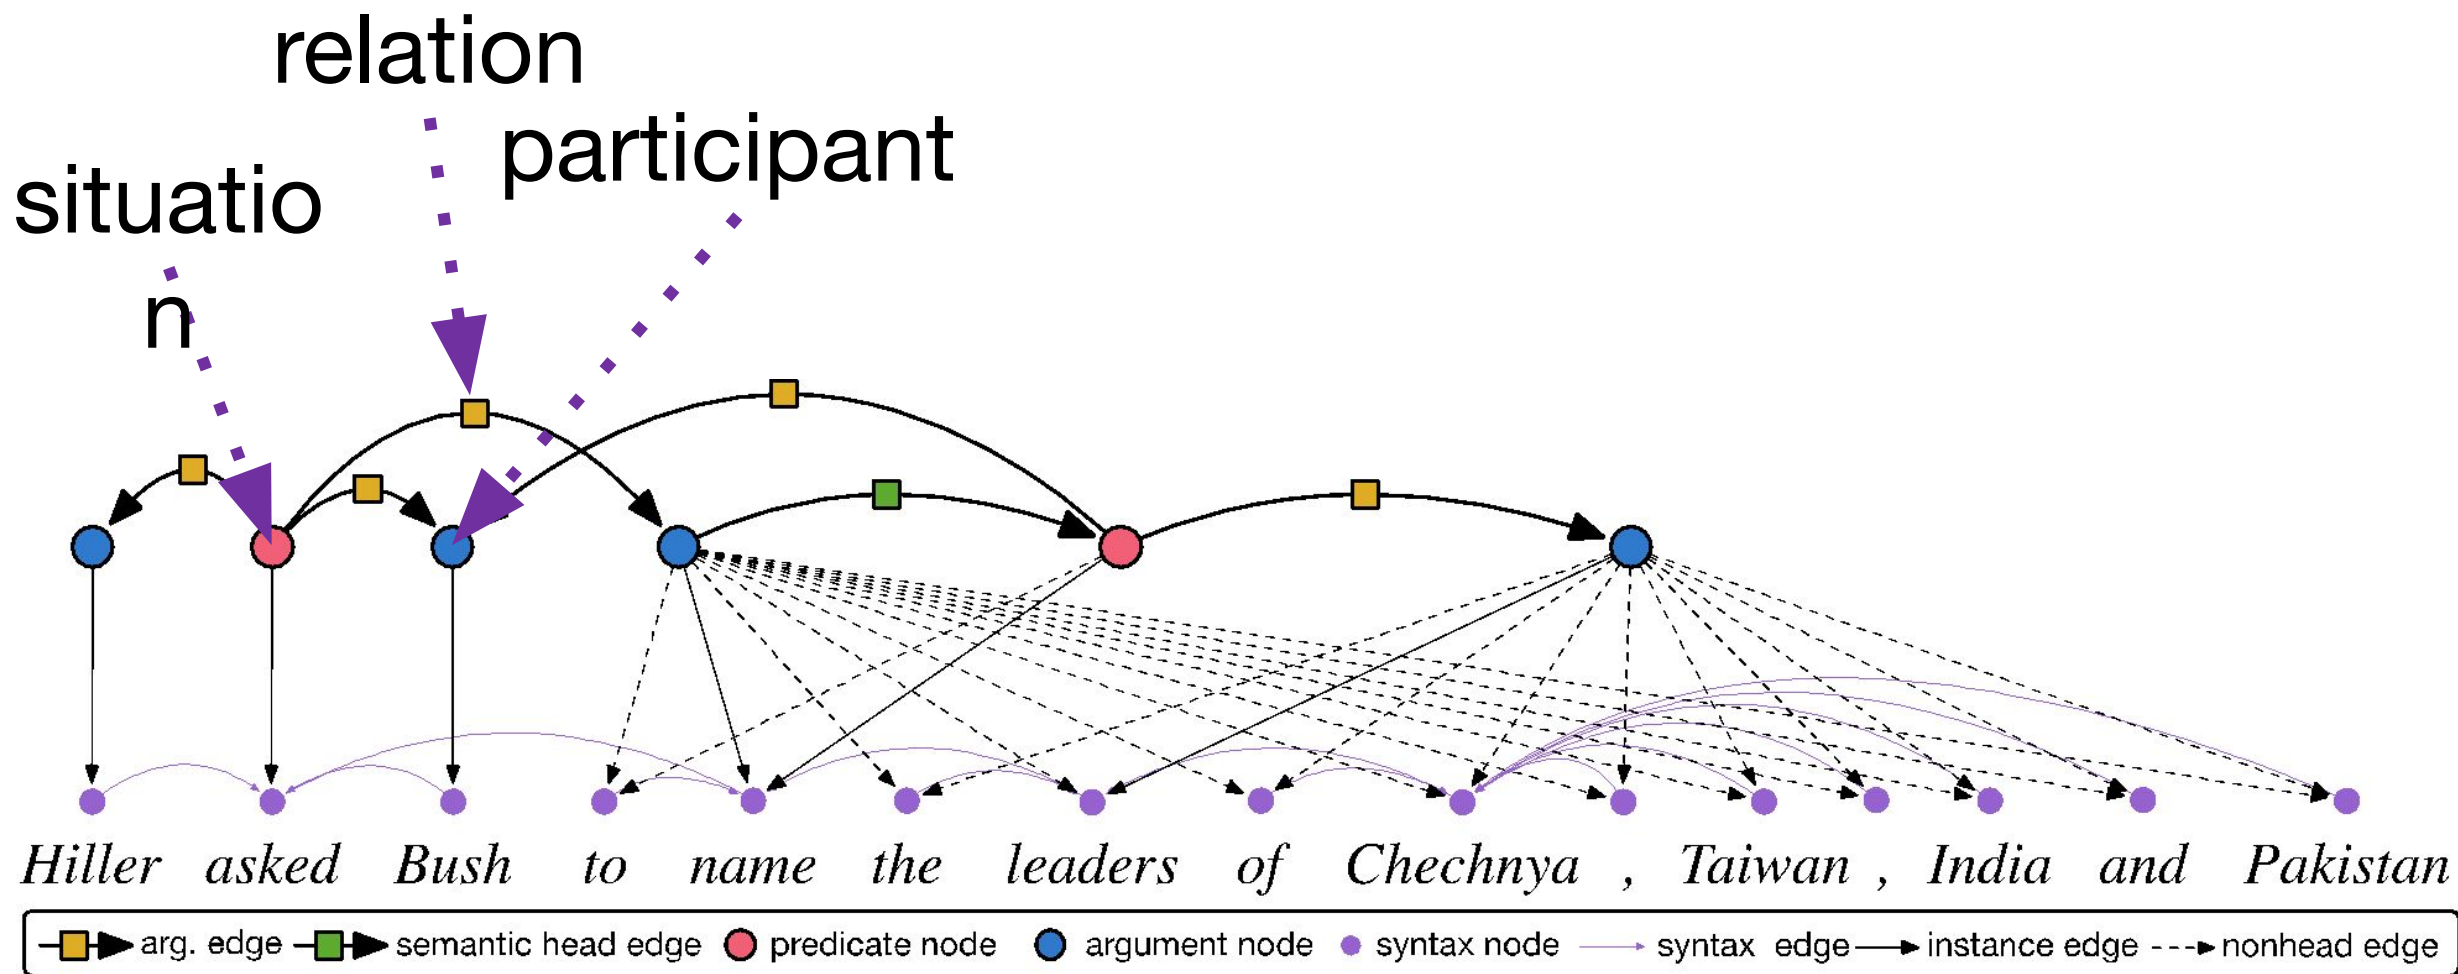 relation
participant
situatio
n
Hiller asked Bush to name the leaders of Chechnya , Taiwan , India and Pakistan
arg. edge semantic head edge predicate node argument node syntax node syntax edge instance edge nonhead edge